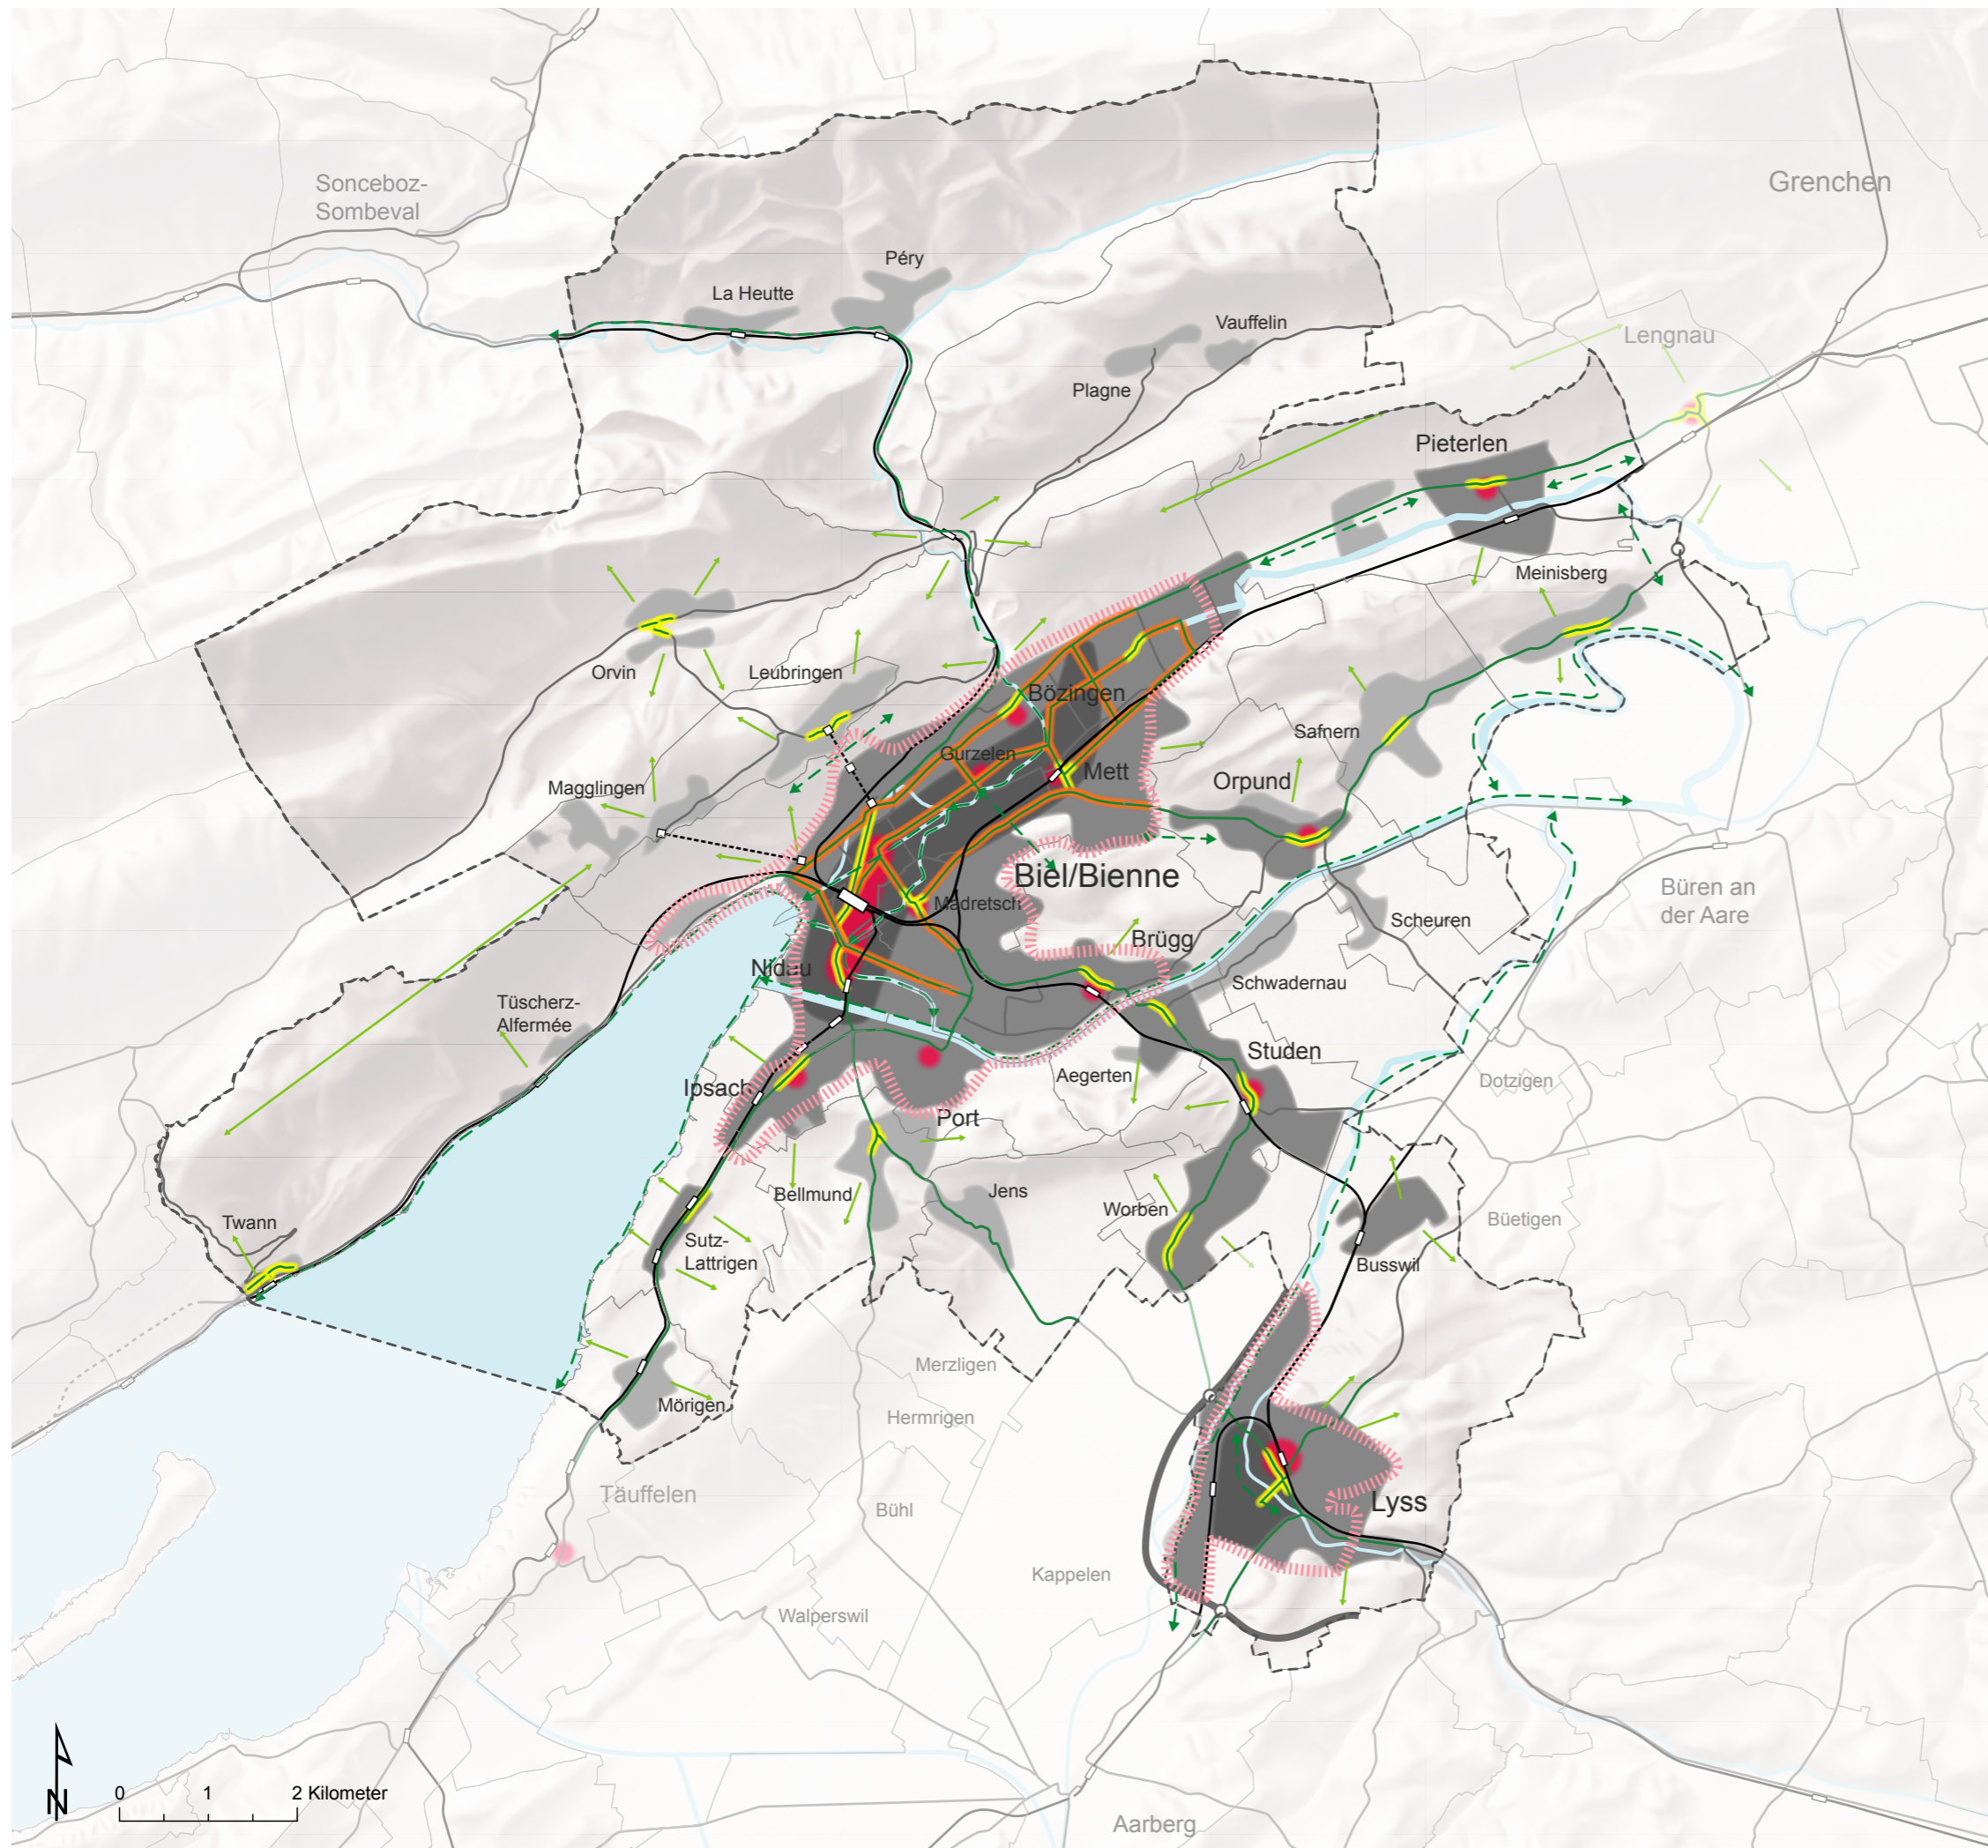 Grenchen
Sonceboz-
Sombeval
Péry
La Heutte
Vauffelin
Lengnau
Plagne
Pieterlen
Meinisberg
Orvin
Leubringen
Bözingen
Safnern
Gurzelen
Mett
Orpund
Magglingen
Biel/Bienne
Büren an
der Aare
Madretsch
Scheuren
Brügg
Nidau
Schwadernau
Tüscherz-
Alfermée
Studen
Aegerten
Dotzigen
Ipsach
Port
Bellmund
Jens
Worben
Büetigen
Twann
Sutz-
Lattrigen
Busswil
Merzligen
Mörigen
Hermrigen
Täuffelen
Lyss
Bühl
Kappelen
Walperswil
N
0 1 2 Kilometer
Aarberg